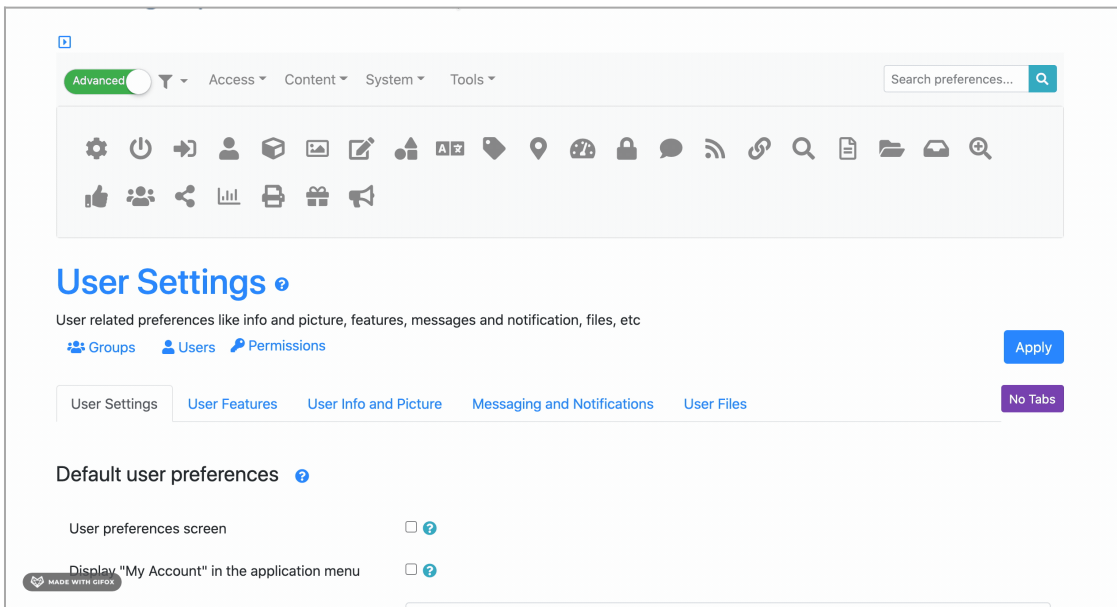 Advanced
Access
Content
System
Tools
Search preferences...
A
User Settings
User related preferences like info and picture, features, messages and notification, files, etc
Groups
Users
Permissions
Apply
User Settings
User Features
User Info and Picture
Messaging and Notifications
User Files
No Tabs
Default user preferences
User preferences screen
Display "My Account" in the application menu
MADE WITH GIFOX